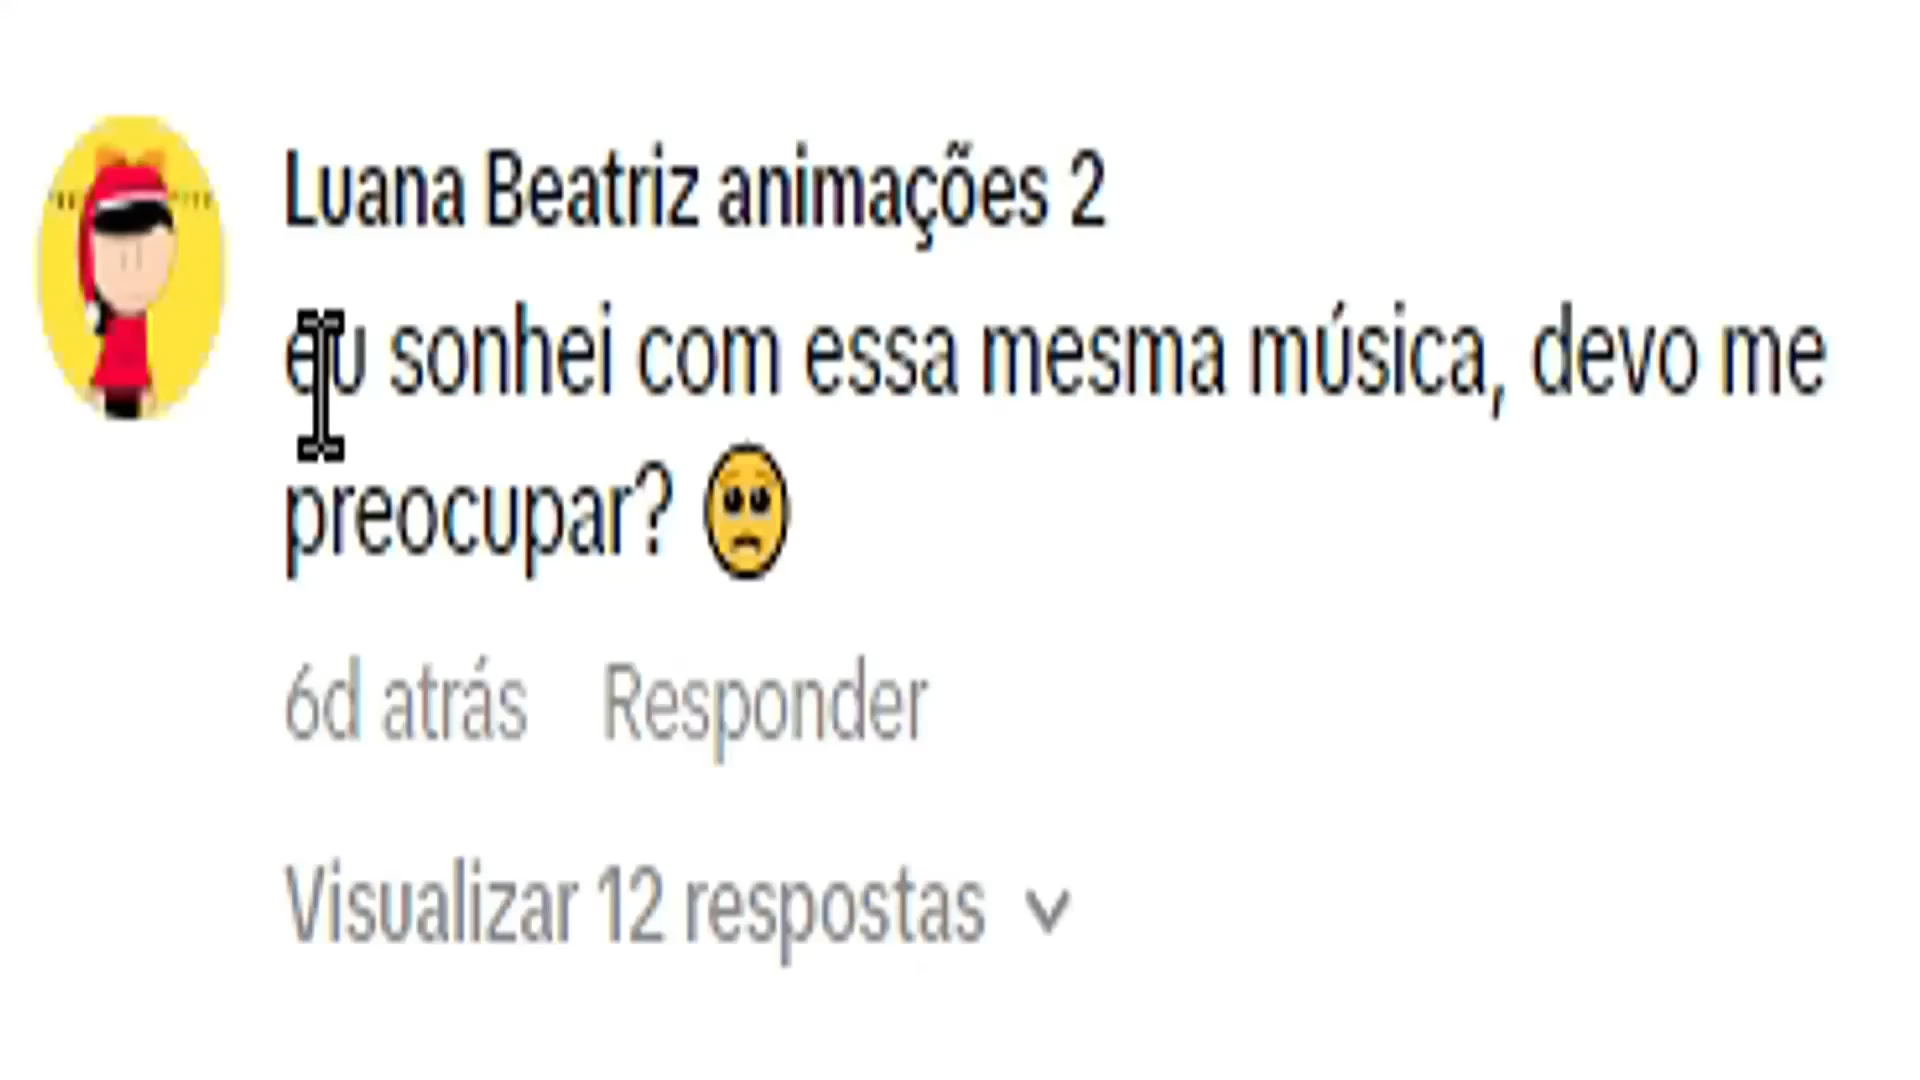 Luana Beatriz animações 2
eu sonhei com essa mesma música, devo me
preocupar? 🥺
6d atrás Responder
Visualizar 12 respostas